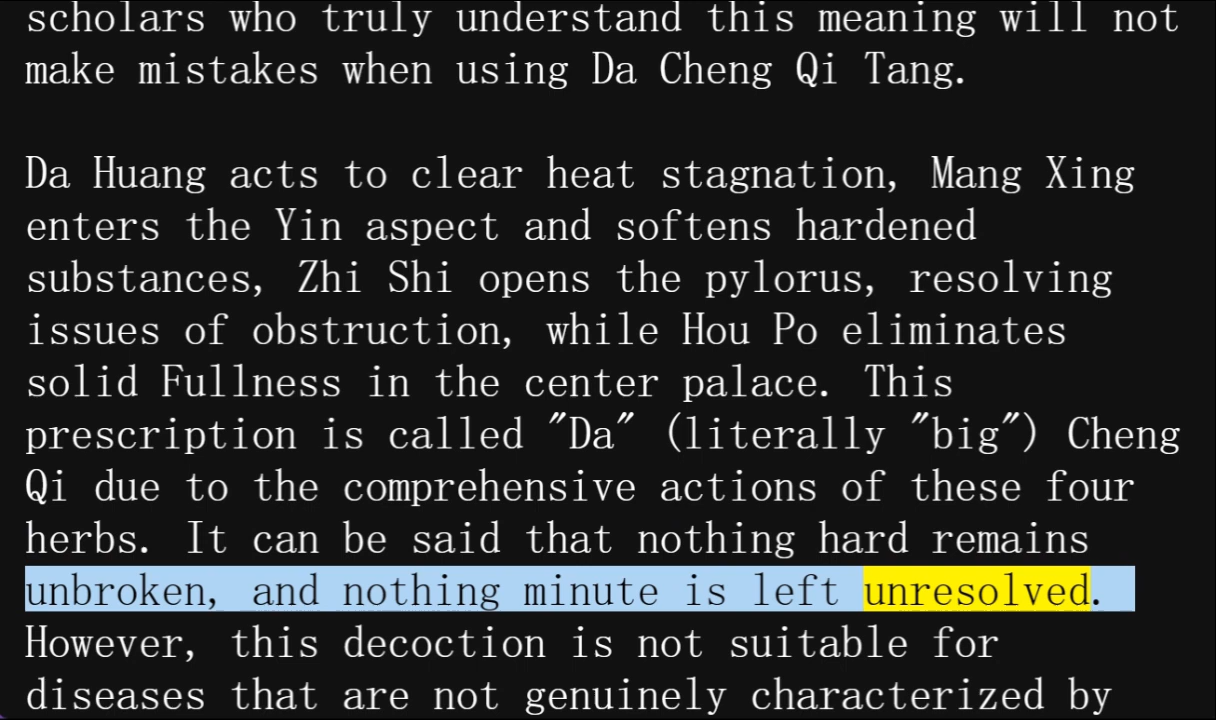 scholars who truly understand this meaning will not
make mistakes when using Da Cheng Qi Tang.
Da Huang acts to clear heat stagnation, Mang Xing
enters the Yin aspect and softens hardened
substances, Zhi Shi opens the pylorus, resolving
issues of obstruction, while Hou Po eliminates
solid Fullness in the center palace. This
prescription is called "Da" (literally "big") Cheng
Qi due to the comprehensive actions of these four
herbs. It can be said that nothing hard remains
unbroken, and nothing minute is left unresolved.
However, this decoction is not suitable for
diseases that are not genuinely characterized by